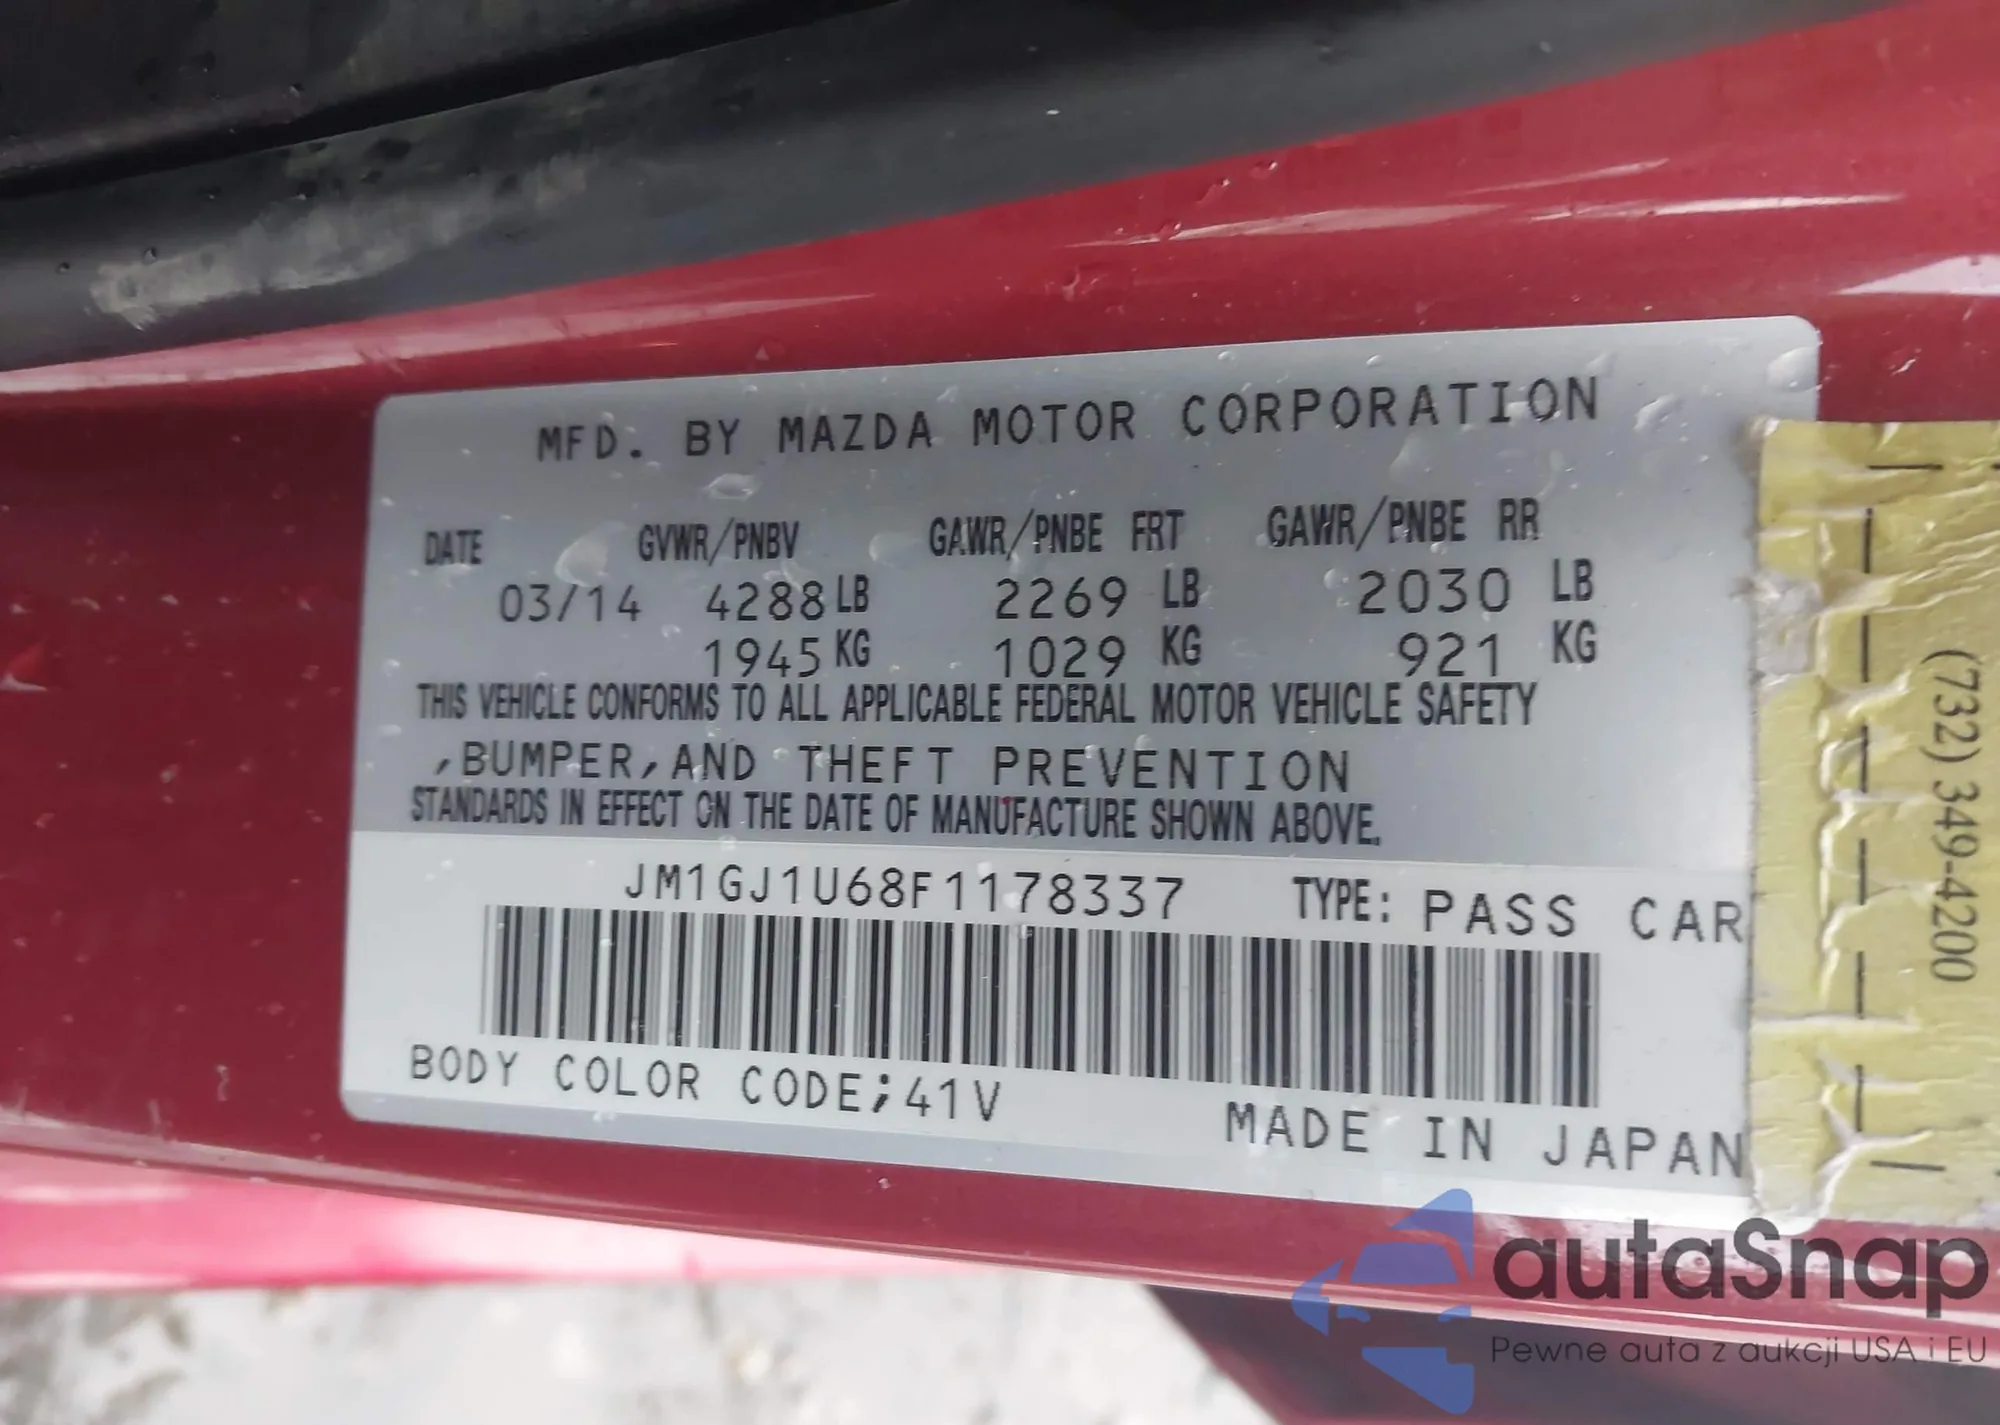 MFD. BY MAZDA MOTOR CORPORATION
DATE GVWR/PNBV GAWR/PNBE FRT GAWR/PNBE RR
03/14 4288 LB 2269 LB 2030 LB
1945 KG 1029 KG 921 KG
THIS VEHICLE CONFORMS TO ALL APPLICABLE FEDERAL MOTOR VEHICLE SAFETY
,BUMPER,AND THEFT PREVENTION
STANDARDS IN EFFECT ON THE DATE OF MANUFACTURE SHOWN ABOVE.
JM1GJ1U68F1178337 TYPE: PASS CAR
BODY COLOR CODE;41V
MADE IN JAPAN
(732) 349-4200
autaSnap
Pewne auta z aukcji USA i EU